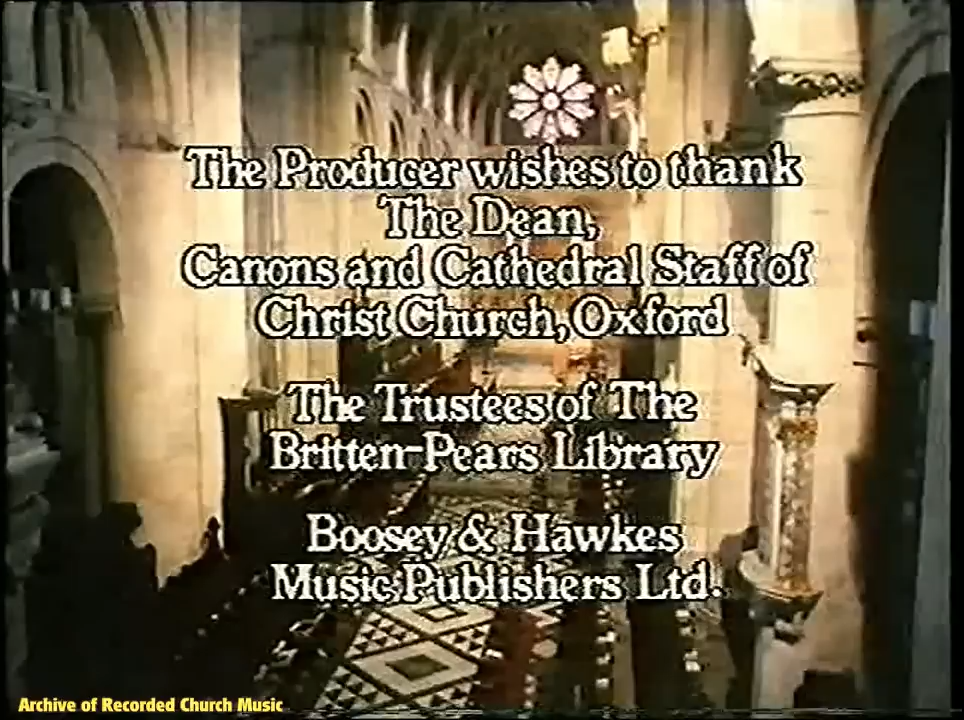 The Producer wishes to thank
The Dean,
Canons and Cathedral Staff of
Christ Church, Oxford
The Trustees of The
Britten-Pears Library
Boosey & Hawkes
Music Publishers Ltd.
Archive of Recorded Church Music